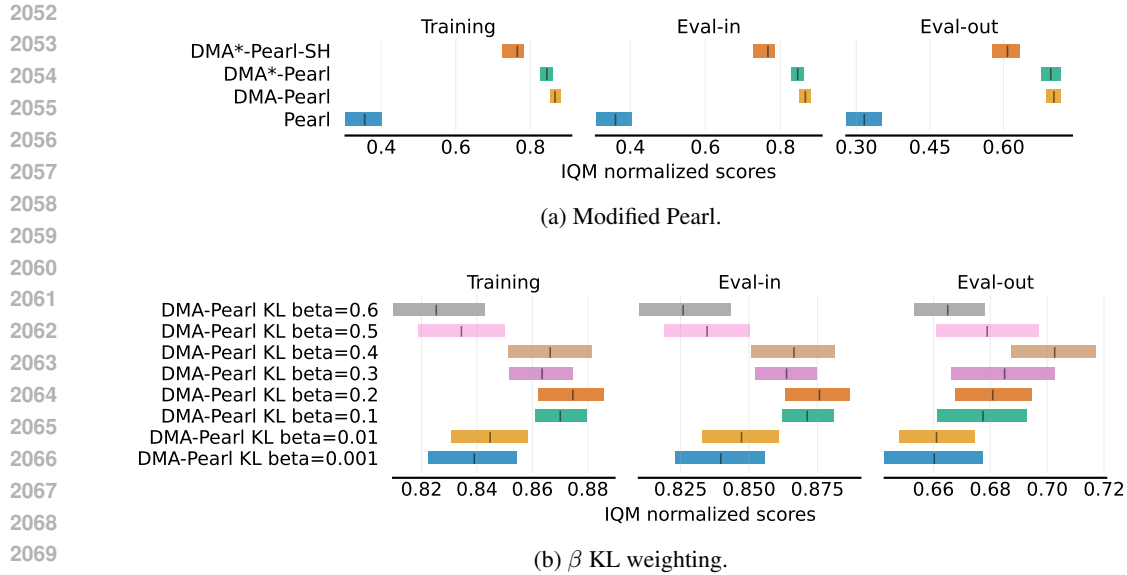 2052
2053
2054
2055
2056
2057
2058
2059
2060
2061
2062
2063
2064
2065
2066
2067
2068
2069
Training Eval-in Eval-out
DMA*-Pearl-SH
DMA*-Pearl
DMA-Pearl
Pearl
0.4 0.6 0.8 0.4 0.6 0.8 0.30 0.45 0.60
IQM normalized scores
(a) Modified Pearl.
Training Eval-in Eval-out
DMA-Pearl KL beta=0.6
DMA-Pearl KL beta=0.5
DMA-Pearl KL beta=0.4
DMA-Pearl KL beta=0.3
DMA-Pearl KL beta=0.2
DMA-Pearl KL beta=0.1
DMA-Pearl KL beta=0.01
DMA-Pearl KL beta=0.001
0.82 0.84 0.86 0.88 0.825 0.850 0.875 0.66 0.68 0.70 0.72
IQM normalized scores
(b) β KL weighting.